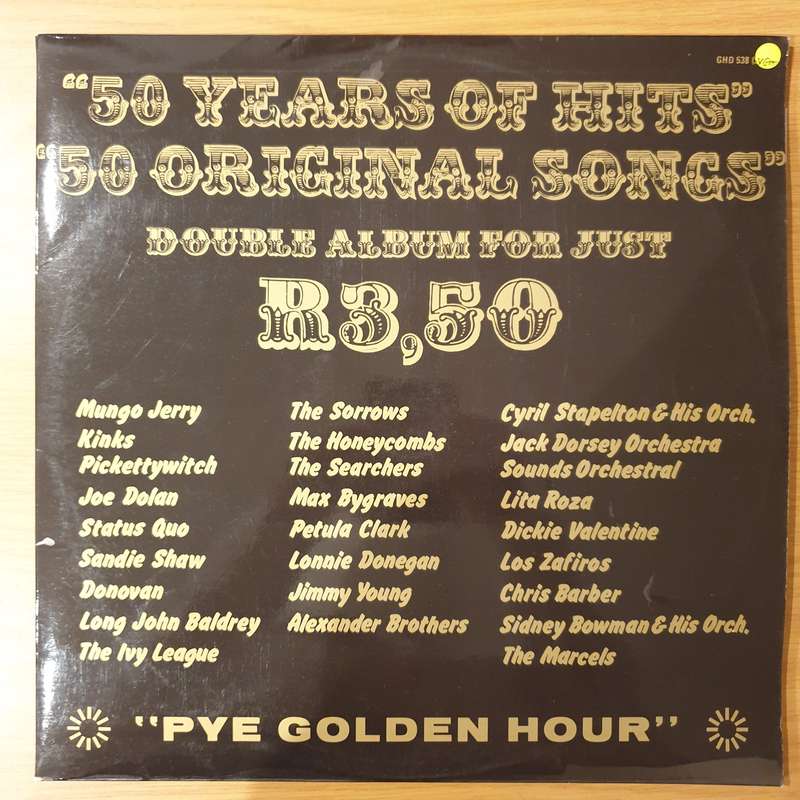 GHD 538
"50 YEARS OF HITS"
"50 ORIGINAL SONGS"
DOUBLE ALBUM FOR JUST
R3,50
Mungo Jerry
Kinks
Pickettywitch
Joe Dolan
Status Quo
Sandie Shaw
Donovan
Long John Baldrey
The Ivy League
The Sorrows
The Honeycombs
The Searchers
Max Bygraves
Petula Clark
Lonnie Donegan
Jimmy Young
Alexander Brothers
Cyril Stapelton & His Orch.
Jack Dorsey Orchestra
Sounds Orchestral
Lita Roza
Dickie Valentine
Los Zafiros
Chris Barber
Sidney Bowman & His Orch.
The Marcels
"PYE GOLDEN HOUR"